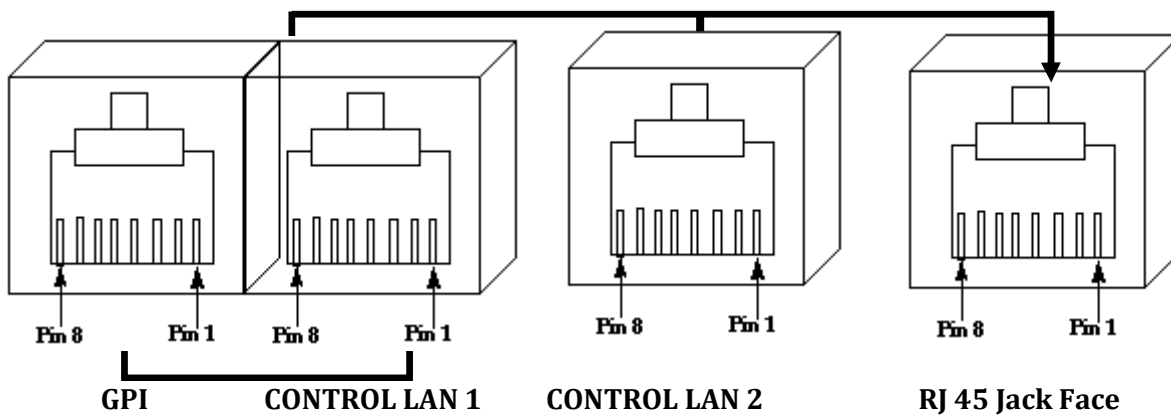 Pin 8 Pin 1 Pin 8 Pin 1 Pin 8 Pin 1 Pin 8 Pin 1
GPI CONTROL LAN 1 CONTROL LAN 2 RJ 45 Jack Face